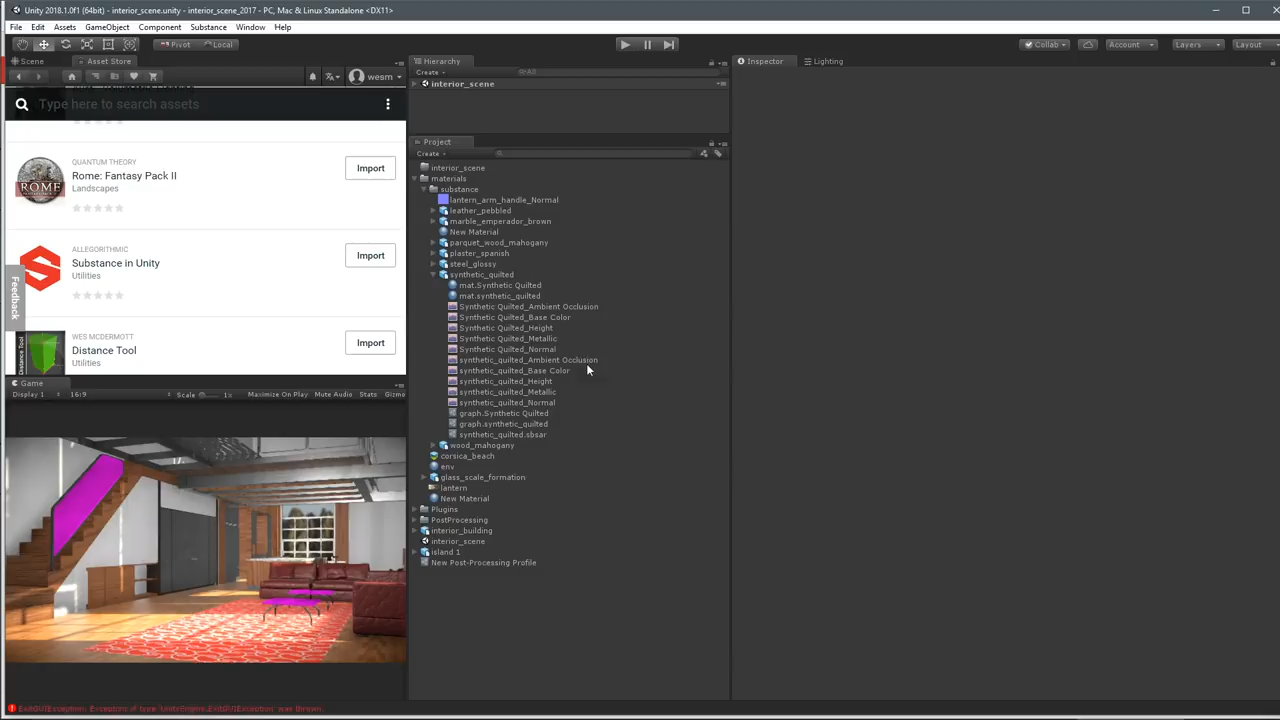 Unity 2018.1.0f1 (64bit) - interior_scene.unity - interior_scene_2017 - PC, Mac & Linux Standalone <DX11>
File Edit Assets GameObject Component Substance Window Help
Pivot Local Collab Account Layers Layout
Scene Asset Store
wesm
Type here to search assets
QUANTUM THEORY
Rome: Fantasy Pack II
Landscapes
Import
ROME
ALLEGORITHMIC
Substance in Unity
Utilities
Import
Feedback
WES MCDERMOTT
Distance Tool
Utilities
Import
Distance Tool
Game
Display 1 16:9 Scale 1x Maximize On Play Mute Audio Stats Gizmo
Hierarchy
Create All
interior_scene
Project
Create
interior_scene
materials
substance
lantern_arm_handle_Normal
leather_pebbled
marble_emperador_brown
New Material
parquet_wood_mahogany
plaster_spanish
steel_glossy
synthetic_quilted
mat.Synthetic Quilted
mat.synthetic_quilted
Synthetic Quilted_Ambient Occlusion
Synthetic Quilted_Base Color
Synthetic Quilted_Height
Synthetic Quilted_Metallic
Synthetic Quilted_Normal
synthetic_quilted_Ambient Occlusion
synthetic_quilted_Base Color
synthetic_quilted_Height
synthetic_quilted_Metallic
synthetic_quilted_Normal
graph.Synthetic Quilted
graph.synthetic_quilted
synthetic_quilted.sbsar
wood_mahogany
corsica_beach
env
glass_scale_formation
lantern
New Material
Plugins
PostProcessing
interior_building
interior_scene
island 1
New Post-Processing Profile
Inspector Lighting
ExitGUIException: Exception of type 'UnityEngine.ExitGUIException' was thrown.